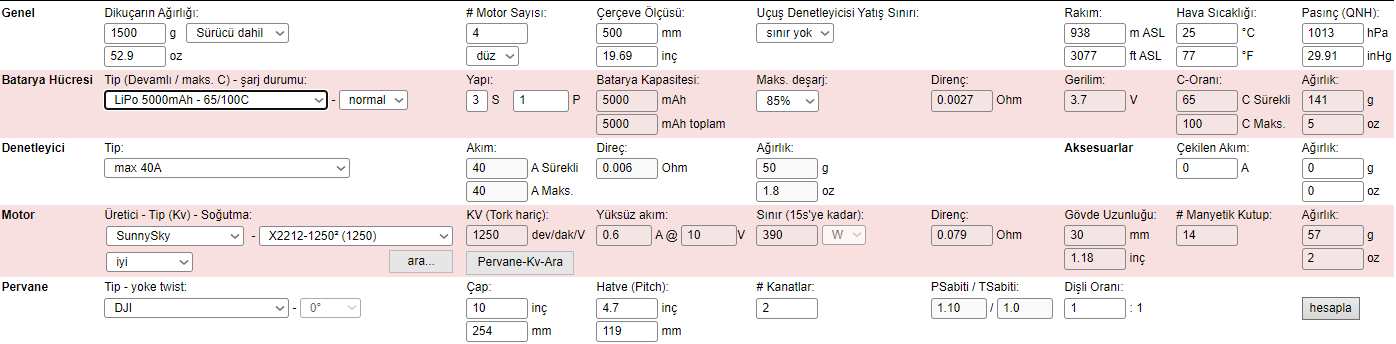 Genel Dikuçarın Ağırlığı: # Motor Sayısı: Çerçeve Ölçüsü: Uçuş Denetleyicisi Yatış Sınırı: Rakım: Hava Sıcaklığı: Pasınç (QNH):
1500 g Sürücü dahil 4 500 mm sınır yok 938 m ASL 25 °C 1013 hPa
52.9 oz düz 19.69 inç 3077 ft ASL 77 °F 29.91 inHg
Batarya Hücresi Tip (Devamlı / maks. C) - şarj durumu: Yapı: Batarya Kapasitesi: Maks. deşarj: Direnç: Gerilim: C-Oranı: Ağırlık:
LiPo 5000mAh - 65/100C - normal 3 S 1 P 5000 mAh 85% 0.0027 Ohm 3.7 V 65 C Sürekli 141 g
5000 mAh toplam 100 C Maks. 5 oz
Denetleyici Tip: Akım: Direç: Ağırlık: Aksesuarlar Çekilen Akım: Ağırlık:
max 40A 40 A Sürekli 0.006 Ohm 50 g 0 A 0 g
40 A Maks. 1.8 oz 0 oz
Motor Üretici - Tip (Kv) - Soğutma: KV (Tork hariç): Yüksüz akım: Sınır (15s'ye kadar): Direnç: Gövde Uzunluğu: # Manyetik Kutup: Ağırlık:
SunnySky - X2212-1250² (1250) 1250 dev/dak/V 0.6 A @ 10 V 390 W 0.079 Ohm 30 mm 14 57 g
iyi ara... Pervane-Kv-Ara 1.18 inç 2 oz
Pervane Tip - yoke twist: Çap: Hatve (Pitch): # Kanatlar: PSabiti / TSabiti: Dişli Oranı:
DJI - 0° 10 inç 4.7 inç 2 1.10 / 1.0 1 : 1 hesapla
254 mm 119 mm